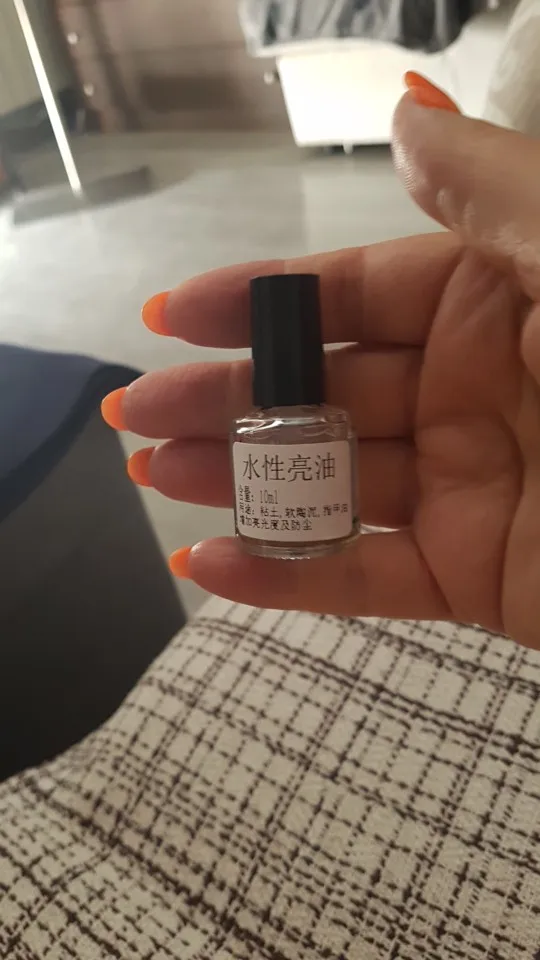 水性亮油
含量：10ml
用途：粘土，软陶泥，指甲油
增加亮光度及防尘